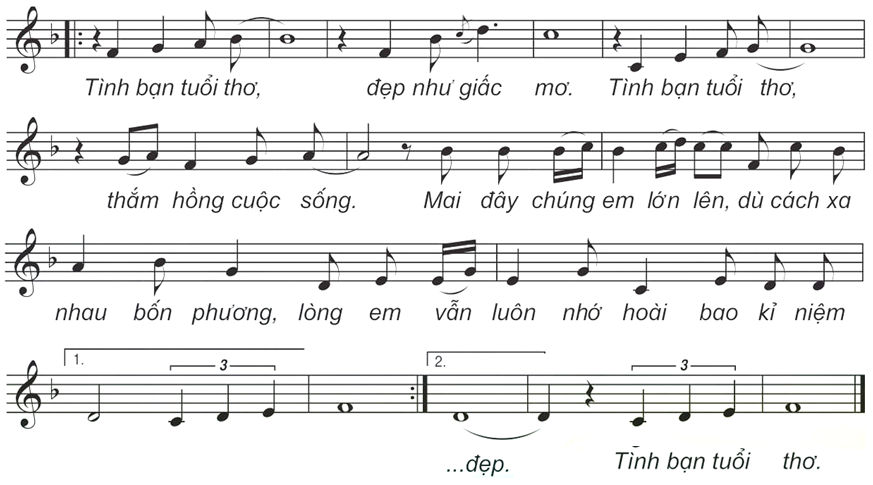 Tình bạn tuổi thơ, đẹp như giấc mơ. Tình bạn tuổi thơ,
thắm hồng cuộc sống. Mai đây chúng em lớn lên, dù cách xa
nhau bốn phương, lòng em vẫn luôn nhớ hoài bao kỉ niệm
1. 3 2. 3
...đẹp. Tình bạn tuổi thơ.